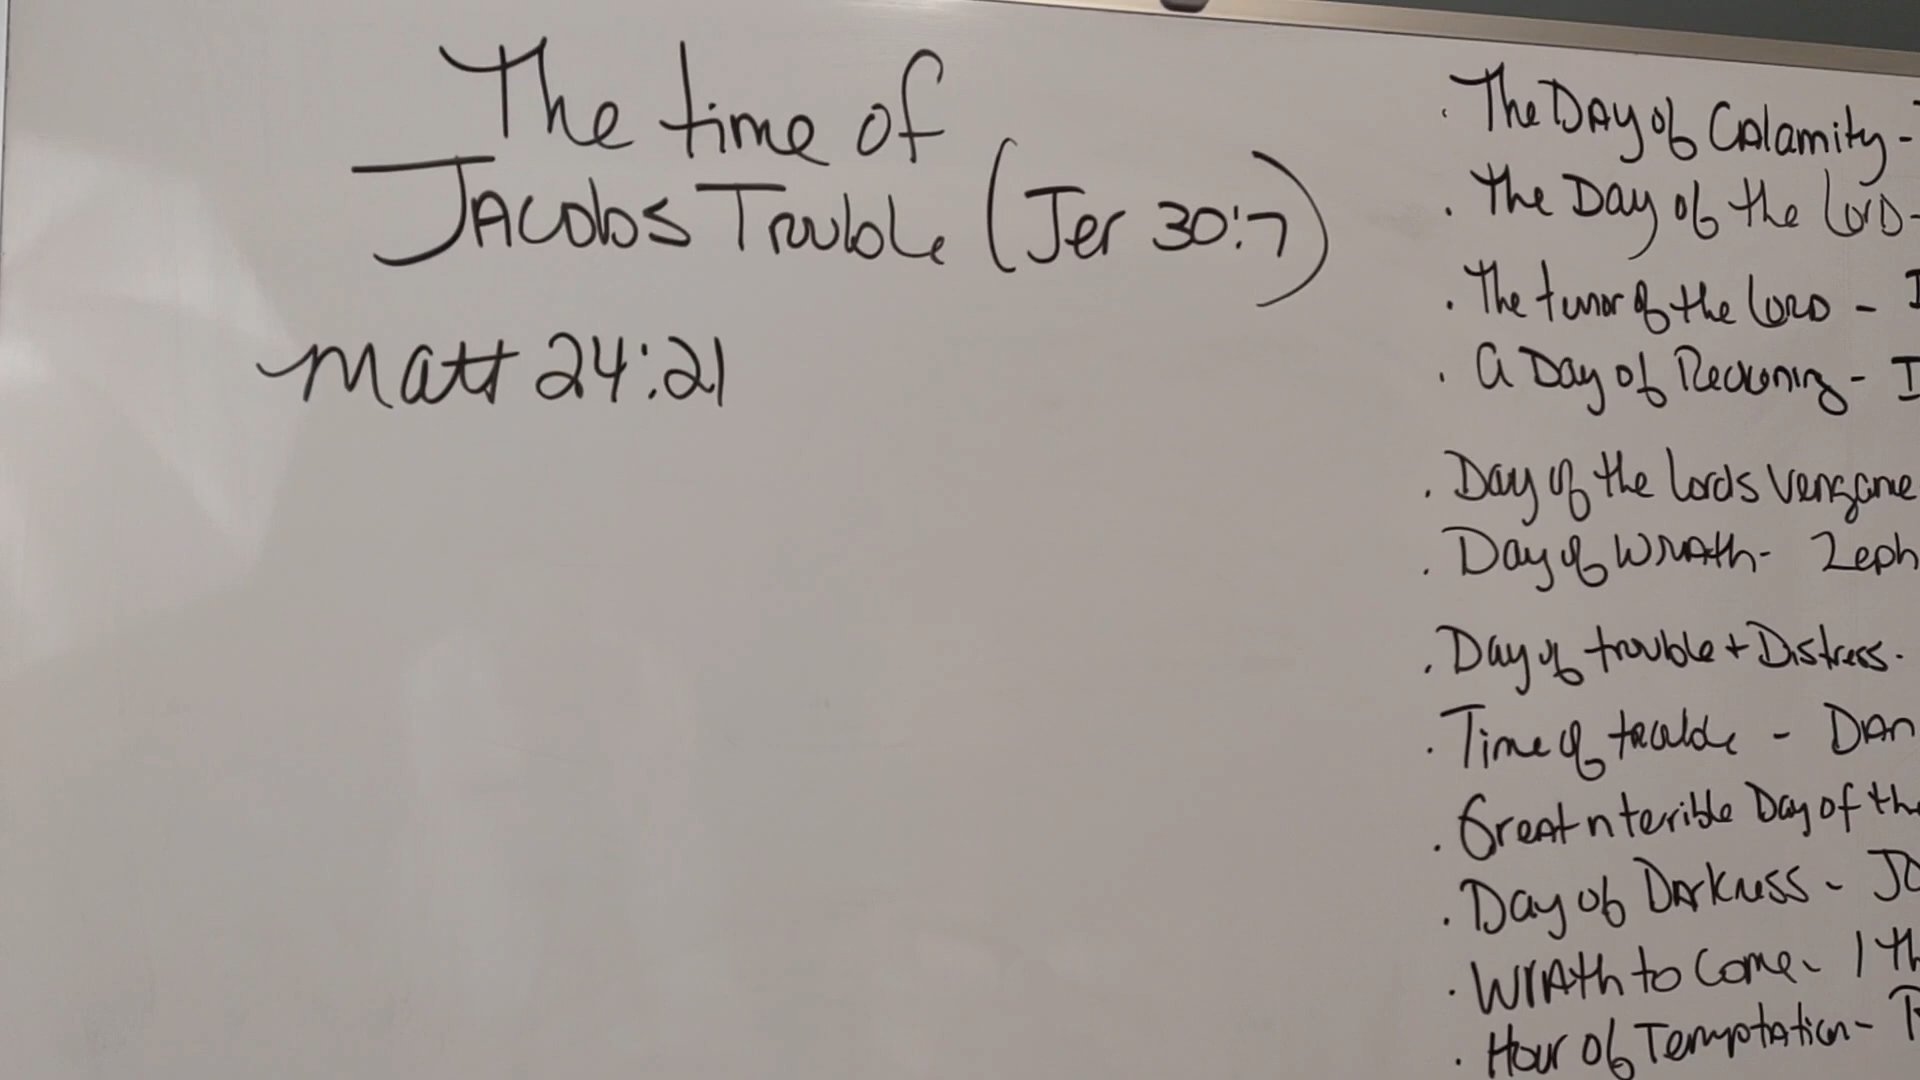 The time of
Jacobs Trouble (Jer 30:7)
Matt 24:21
. The Day of Calamity -
. The Day of the Lord -
. The terror of the Lord -
. A Day of Reckoning - I
. Day of the Lords Vengance
. Day of Wrath - Zeph
. Day of trouble + Distress.
. Time of trouble - Dan
. Great n terible Day of the
. Day of Darkness - Jo
. Wrath to Come - 1 Th
. Hour of Temptation -